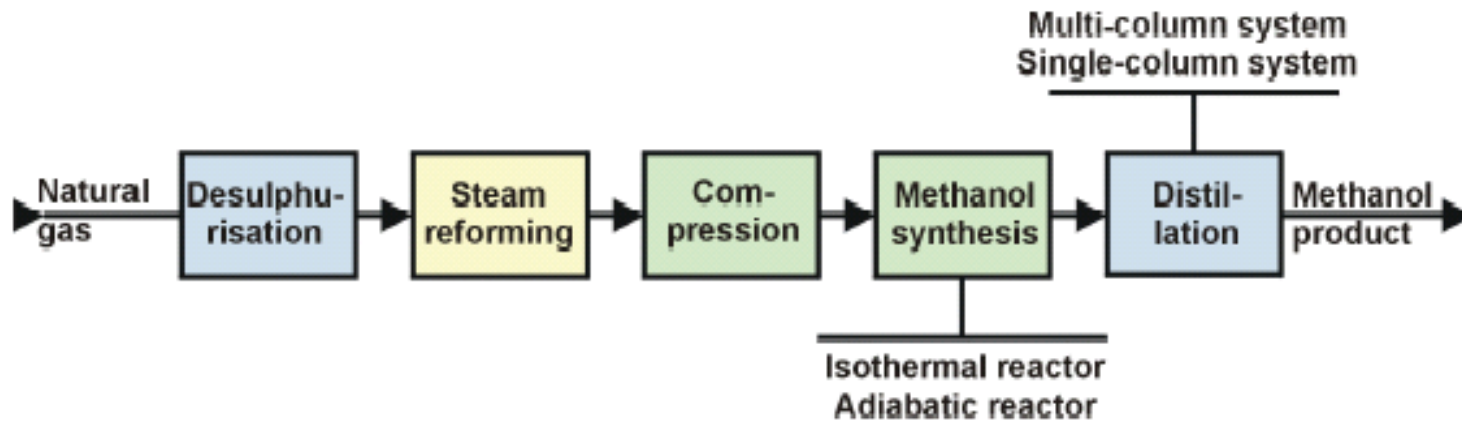 Multi-column system
Single-column system
Natural
gas
Desulphu-
risation
Steam
reforming
Com-
pression
Methanol
synthesis
Distil-
lation
Methanol
product
Isothermal reactor
Adiabatic reactor